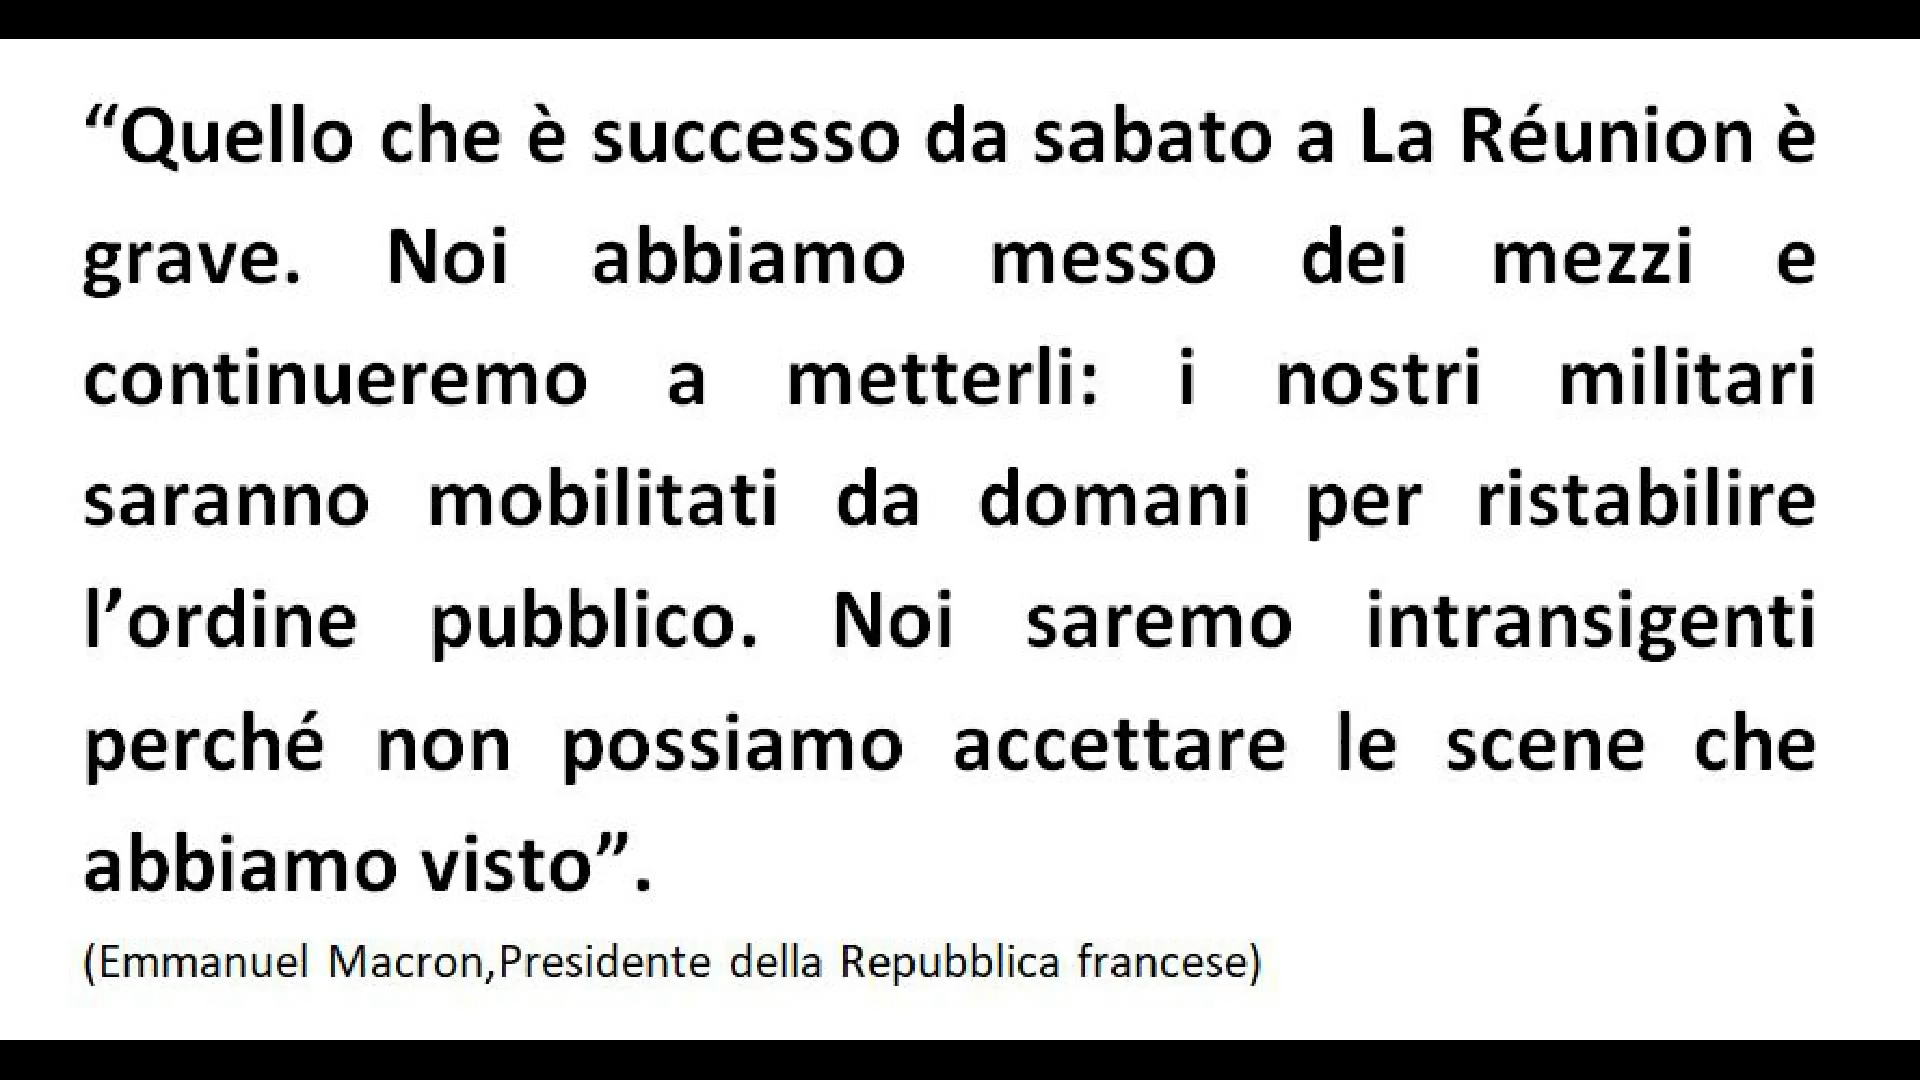 “Quello che è successo da sabato a La Réunion è
grave. Noi abbiamo messo dei mezzi e
continueremo a metterli: i nostri militari
saranno mobilitati da domani per ristabilire
l’ordine pubblico. Noi saremo intransigenti
perché non possiamo accettare le scene che
abbiamo visto”.
(Emmanuel Macron,Presidente della Repubblica francese)